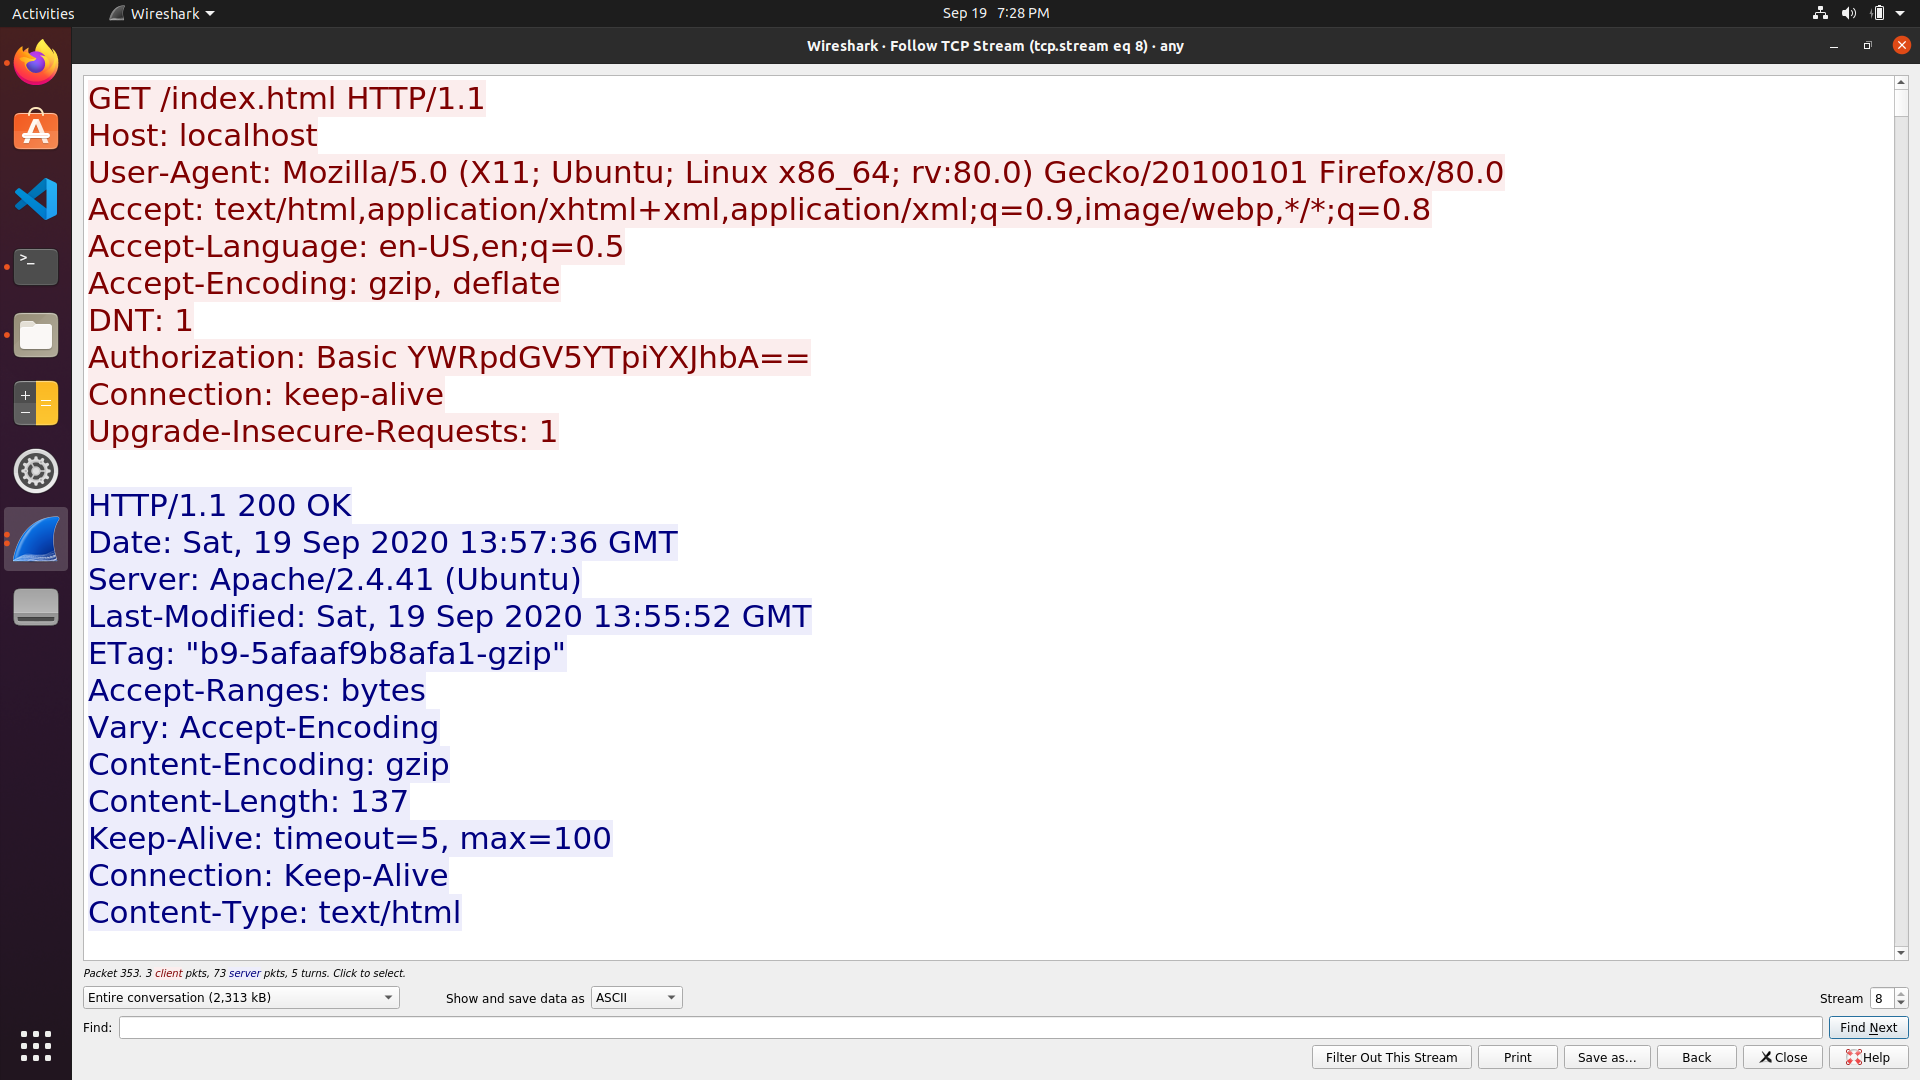 Activities
Wireshark
Sep 19 7:28 PM
Wireshark · Follow TCP Stream (tcp.stream eq 8) · any
GET /index.html HTTP/1.1
Host: localhost
User-Agent: Mozilla/5.0 (X11; Ubuntu; Linux x86_64; rv:80.0) Gecko/20100101 Firefox/80.0
Accept: text/html,application/xhtml+xml,application/xml;q=0.9,image/webp,*/*;q=0.8
Accept-Language: en-US,en;q=0.5
Accept-Encoding: gzip, deflate
DNT: 1
Authorization: Basic YWRpdGV5YTpiYXJhbA==
Connection: keep-alive
Upgrade-Insecure-Requests: 1
HTTP/1.1 200 OK
Date: Sat, 19 Sep 2020 13:57:36 GMT
Server: Apache/2.4.41 (Ubuntu)
Last-Modified: Sat, 19 Sep 2020 13:55:52 GMT
ETag: "b9-5afaaf9b8afa1-gzip"
Accept-Ranges: bytes
Vary: Accept-Encoding
Content-Encoding: gzip
Content-Length: 137
Keep-Alive: timeout=5, max=100
Connection: Keep-Alive
Content-Type: text/html
Packet 353. 3 client pkts, 73 server pkts, 5 turns. Click to select.
Entire conversation (2,313 kB)
Show and save data as ASCII
Stream 8
Find:
Find Next
Filter Out This Stream
Print
Save as…
Back
Close
Help